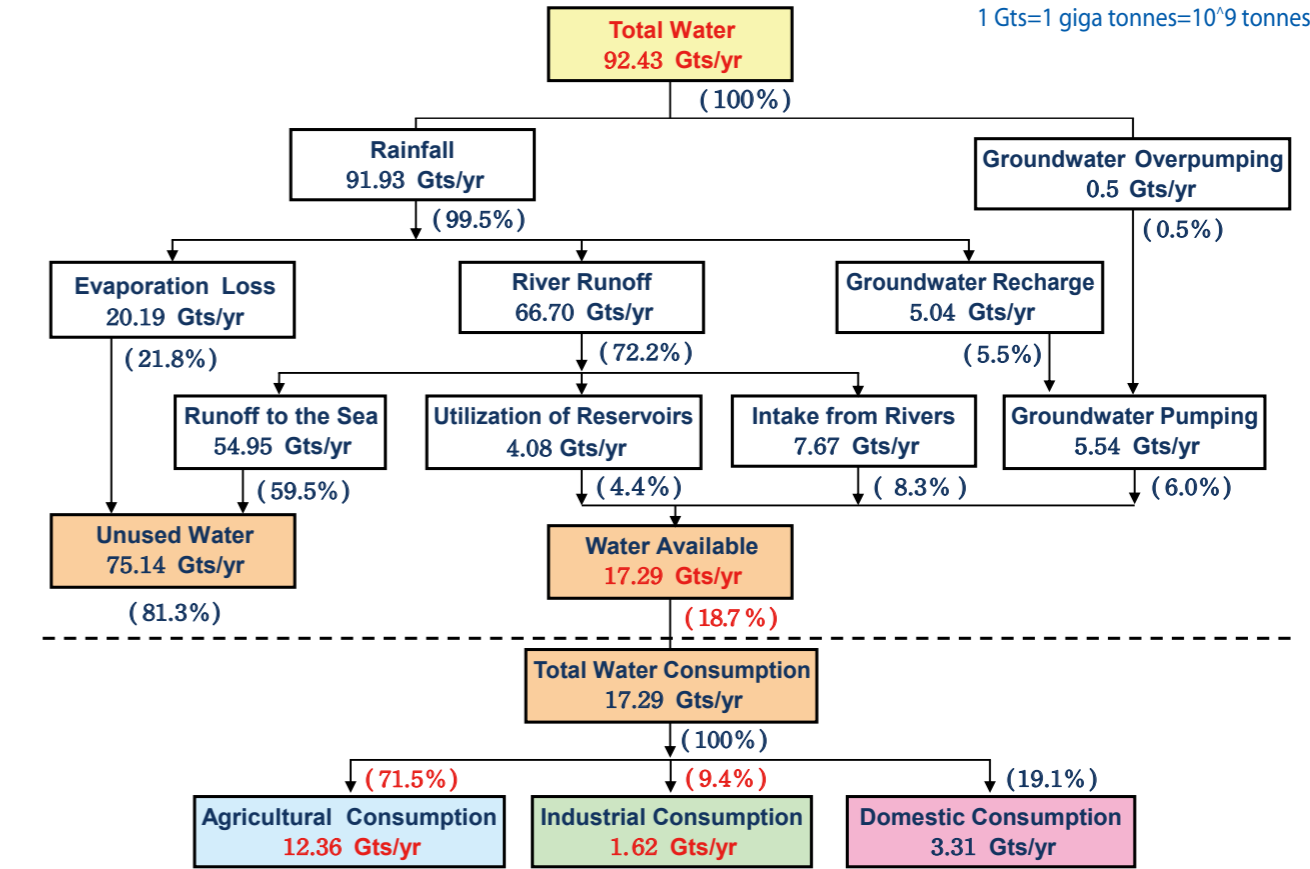 1 Gts=1 giga tonnes=10^9 tonnes
Total Water
92.43 Gts/yr
(100%)
Rainfall
91.93 Gts/yr
(99.5%)
Groundwater Overpumping
0.5 Gts/yr
(0.5%)
Evaporation Loss
20.19 Gts/yr
(21.8%)
River Runoff
66.70 Gts/yr
(72.2%)
Groundwater Recharge
5.04 Gts/yr
(5.5%)
Runoff to the Sea
54.95 Gts/yr
(59.5%)
Utilization of Reservoirs
4.08 Gts/yr
(4.4%)
Intake from Rivers
7.67 Gts/yr
(8.3%)
Groundwater Pumping
5.54 Gts/yr
(6.0%)
Unused Water
75.14 Gts/yr
(81.3%)
Water Available
17.29 Gts/yr
(18.7%)
Total Water Consumption
17.29 Gts/yr
(100%)
(71.5%)
Agricultural Consumption
12.36 Gts/yr
(9.4%)
Industrial Consumption
1.62 Gts/yr
(19.1%)
Domestic Consumption
3.31 Gts/yr